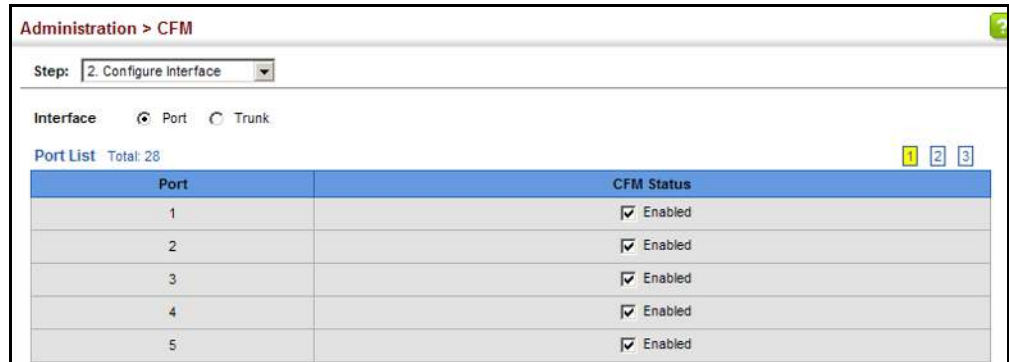 Administration > CFM
?
Step: 2. Configure Interface
Interface Port Trunk
Port List Total: 28 1 2 3
Port CFM Status
1 Enabled
2 Enabled
3 Enabled
4 Enabled
5 Enabled